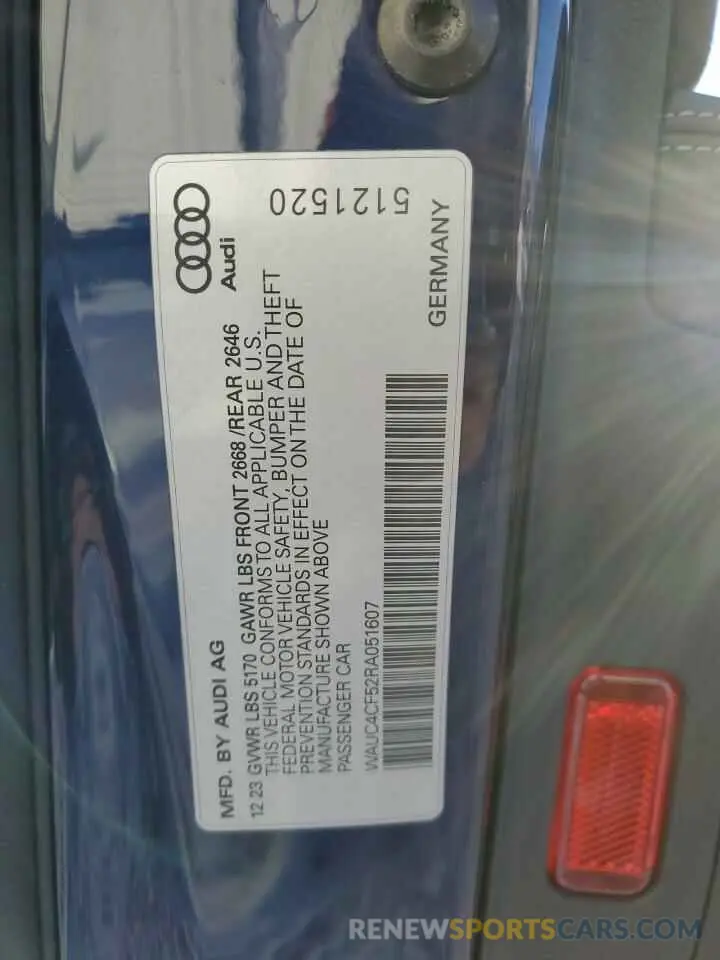 Audi
5121520
MFD. BY AUDI AG
12 23 GVWR LBS 5170 GAWR LBS FRONT 2668 /REAR 2646
THIS VEHICLE CONFORMS TO ALL APPLICABLE U.S.
FEDERAL MOTOR VEHICLE SAFETY, BUMPER AND THEFT
PREVENTION STANDARDS IN EFFECT ON THE DATE OF
MANUFACTURE SHOWN ABOVE
PASSENGER CAR
WAUC4CF52RA051607
GERMANY
RENEWSPORTSCARS.COM